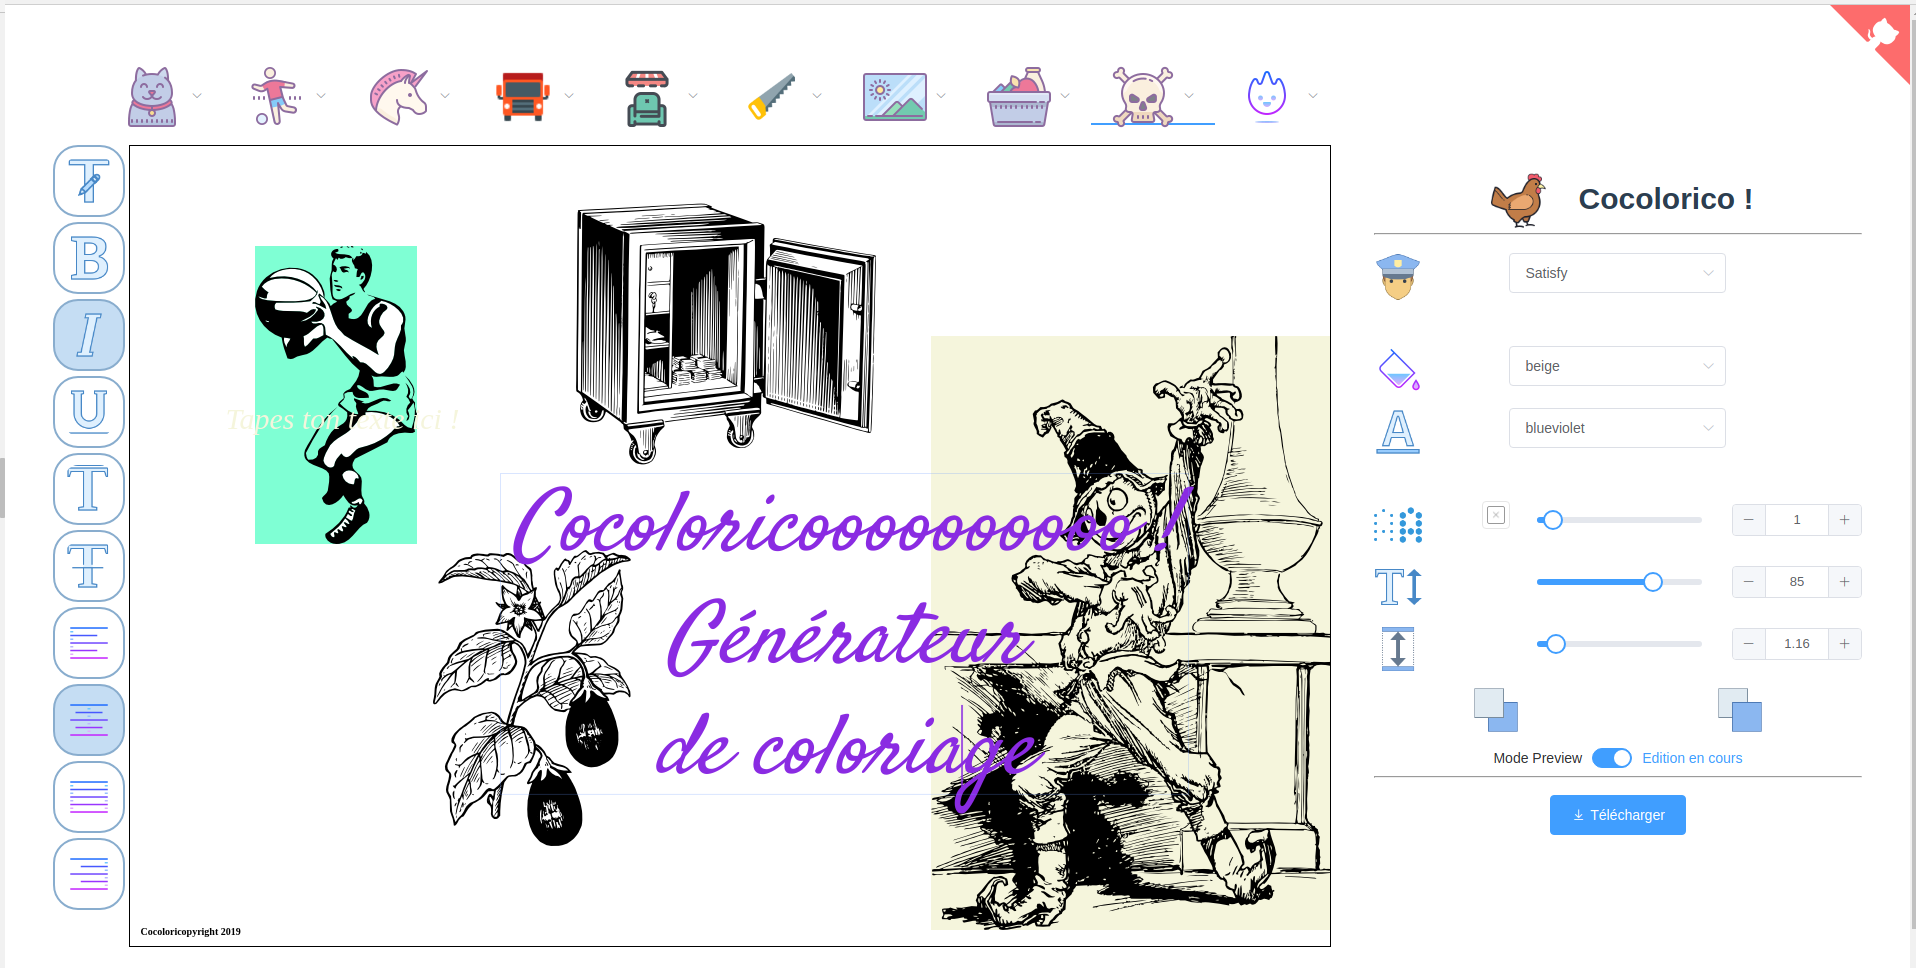 Cocolorico !
Satisfy
beige
blueviolet
1
85
1.16
Mode Preview Edition en cours
Télécharger
Tapes ton texte ici !
Cocoloricoooooooooo !
Générateur
de coloriage
Cocoloricopyright 2019
T
B
I
U
T
T
A
T